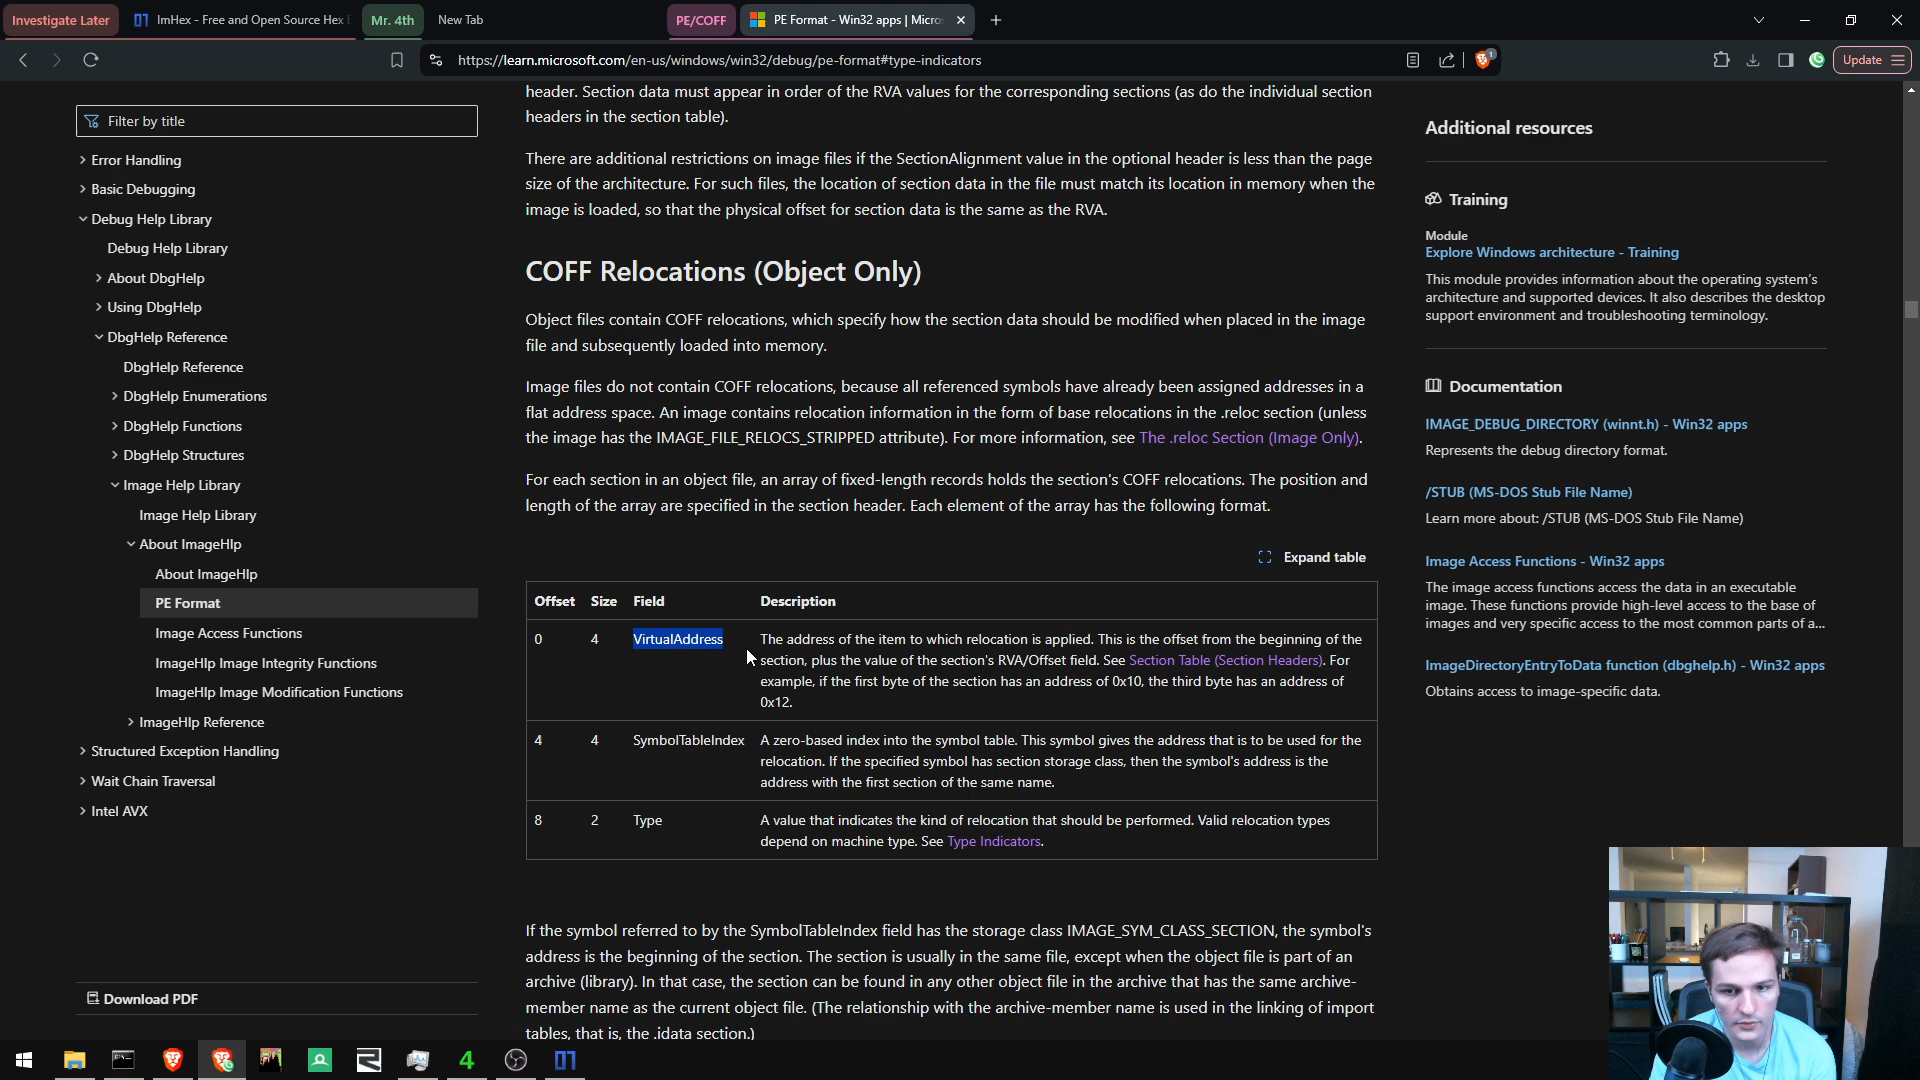 Investigate Later
ImHex - Free and Open Source Hex
Mr. 4th
New Tab
PE/COFF
PE Format - Win32 apps | Micro
https://learn.microsoft.com/en-us/windows/win32/debug/pe-format#type-indicators
1
Update
Filter by title
Error Handling
Basic Debugging
Debug Help Library
Debug Help Library
About DbgHelp
Using DbgHelp
DbgHelp Reference
DbgHelp Reference
DbgHelp Enumerations
DbgHelp Functions
DbgHelp Structures
Image Help Library
Image Help Library
About ImageHlp
About ImageHlp
PE Format
Image Access Functions
ImageHlp Image Integrity Functions
ImageHlp Image Modification Functions
ImageHlp Reference
Structured Exception Handling
Wait Chain Traversal
Intel AVX
Download PDF
header. Section data must appear in order of the RVA values for the corresponding sections (as do the individual section
headers in the section table).
There are additional restrictions on image files if the SectionAlignment value in the optional header is less than the page
size of the architecture. For such files, the location of section data in the file must match its location in memory when the
image is loaded, so that the physical offset for section data is the same as the RVA.
COFF Relocations (Object Only)
Object files contain COFF relocations, which specify how the section data should be modified when placed in the image
file and subsequently loaded into memory.
Image files do not contain COFF relocations, because all referenced symbols have already been assigned addresses in a
flat address space. An image contains relocation information in the form of base relocations in the .reloc section (unless
the image has the IMAGE_FILE_RELOCS_STRIPPED attribute). For more information, see The .reloc Section (Image Only).
For each section in an object file, an array of fixed-length records holds the section's COFF relocations. The position and
length of the array are specified in the section header. Each element of the array has the following format.
Expand table
Offset Size Field Description
0 4 VirtualAddress The address of the item to which relocation is applied. This is the offset from the beginning of the
section, plus the value of the section's RVA/Offset field. See Section Table (Section Headers). For
example, if the first byte of the section has an address of 0x10, the third byte has an address of
0x12.
4 4 SymbolTableIndex A zero-based index into the symbol table. This symbol gives the address that is to be used for the
relocation. If the specified symbol has section storage class, then the symbol's address is the
address with the first section of the same name.
8 2 Type A value that indicates the kind of relocation that should be performed. Valid relocation types
depend on machine type. See Type Indicators.
If the symbol referred to by the SymbolTableIndex field has the storage class IMAGE_SYM_CLASS_SECTION, the symbol's
address is the beginning of the section. The section is usually in the same file, except when the object file is part of an
archive (library). In that case, the section can be found in any other object file in the archive that has the same archive-
member name as the current object file. (The relationship with the archive-member name is used in the linking of import
tables, that is, the .idata section.)
Additional resources
Training
Module
Explore Windows architecture - Training
This module provides information about the operating system's
architecture and supported devices. It also describes the desktop
support environment and troubleshooting terminology.
Documentation
IMAGE_DEBUG_DIRECTORY (winnt.h) - Win32 apps
Represents the debug directory format.
/STUB (MS-DOS Stub File Name)
Learn more about: /STUB (MS-DOS Stub File Name)
Image Access Functions - Win32 apps
The image access functions access the data in an executable
image. These functions provide high-level access to the base of
images and very specific access to the most common parts of a...
ImageDirectoryEntryToData function (dbghelp.h) - Win32 apps
Obtains access to image-specific data.
4